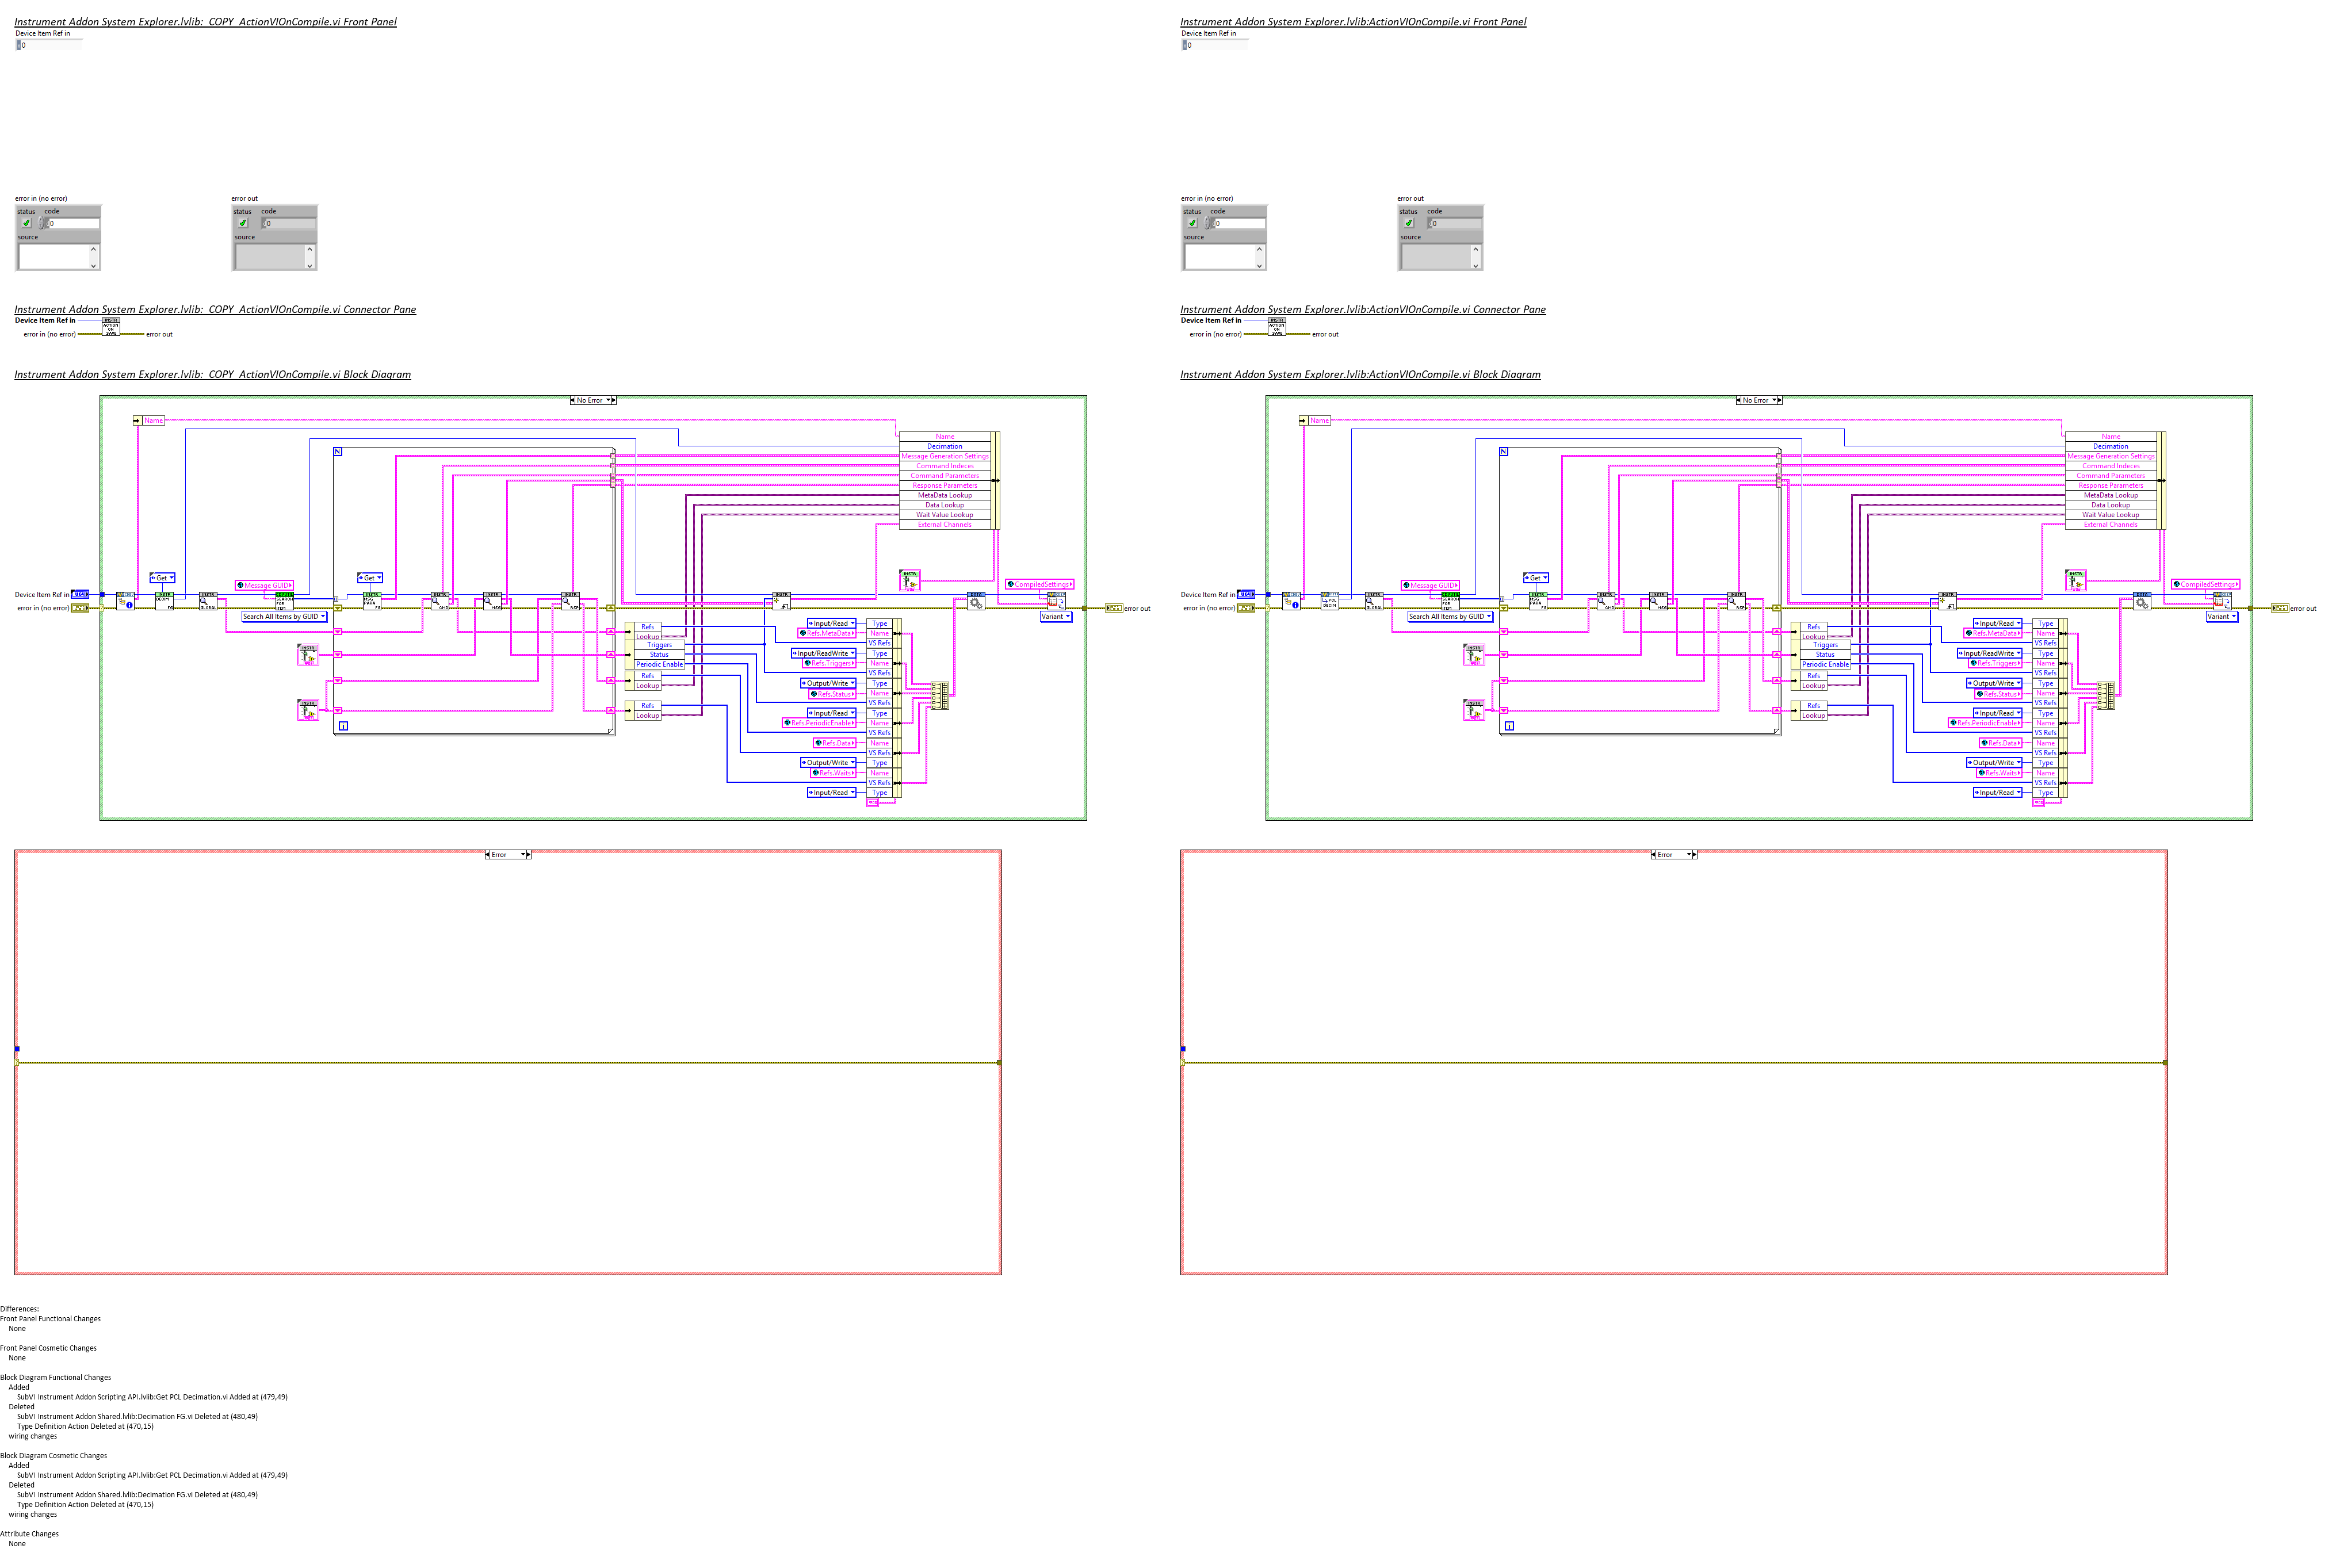 Instrument Addon System Explorer.lvlib:_COPY_ActionVIOnCompile.vi Front Panel
Device Item Ref in
0
error in (no error)
status code
0
source
error out
status code
0
source
Instrument Addon System Explorer.lvlib:_COPY_ActionVIOnCompile.vi Connector Pane
Device Item Ref in
error in (no error)
error out
Instrument Addon System Explorer.lvlib:_COPY_ActionVIOnCompile.vi Block Diagram
No Error
Name
Name
Decimation
Message Generation Settings
Command Indeces
Command Parameters
Response Parameters
MetaData Lookup
Data Lookup
Wait Value Lookup
External Channels
N
Get
Get
Message GUID
CompiledSettings
Device Item Ref in
error in (no error)
error out
Search All Items by GUID
Variant
Refs
Lookup
Triggers
Status
Periodic Enable
Refs
Lookup
Refs
Lookup
i
Input/Read
Type
Refs.MetaData
Name
VS Refs
Input/ReadWrite
Type
Refs.Triggers
Name
VS Refs
Output/Write
Type
Refs.Status
Name
VS Refs
Input/Read
Type
Refs.PeriodicEnable
Name
VS Refs
Refs.Data
Name
VS Refs
Output/Write
Type
Refs.Waits
Name
VS Refs
Input/Read
Type
Error
Instrument Addon System Explorer.lvlib:ActionVIOnCompile.vi Front Panel
Device Item Ref in
0
error in (no error)
status code
0
source
error out
status code
0
source
Instrument Addon System Explorer.lvlib:ActionVIOnCompile.vi Connector Pane
Device Item Ref in
error in (no error)
error out
Instrument Addon System Explorer.lvlib:ActionVIOnCompile.vi Block Diagram
No Error
Name
Name
Decimation
Message Generation Settings
Command Indeces
Command Parameters
Response Parameters
MetaData Lookup
Data Lookup
Wait Value Lookup
External Channels
N
Get
Message GUID
CompiledSettings
Device Item Ref in
error in (no error)
error out
Search All Items by GUID
Variant
Refs
Lookup
Triggers
Status
Periodic Enable
Refs
Lookup
Refs
Lookup
i
Input/Read
Type
Refs.MetaData
Name
VS Refs
Input/ReadWrite
Type
Refs.Triggers
Name
VS Refs
Output/Write
Type
Refs.Status
Name
VS Refs
Input/Read
Type
Refs.PeriodicEnable
Name
VS Refs
Refs.Data
Name
VS Refs
Output/Write
Type
Refs.Waits
Name
VS Refs
Input/Read
Type
Error
Differences:
Front Panel Functional Changes
None
Front Panel Cosmetic Changes
None
Block Diagram Functional Changes
Added
SubVI Instrument Addon Scripting API.lvlib:Get PCL Decimation.vi Added at (479,49)
Deleted
SubVI Instrument Addon Shared.lvlib:Decimation FG.vi Deleted at (480,49)
Type Definition Action Deleted at (470,15)
wiring changes
Block Diagram Cosmetic Changes
Added
SubVI Instrument Addon Scripting API.lvlib:Get PCL Decimation.vi Added at (479,49)
Deleted
SubVI Instrument Addon Shared.lvlib:Decimation FG.vi Deleted at (480,49)
Type Definition Action Deleted at (470,15)
wiring changes
Attribute Changes
None